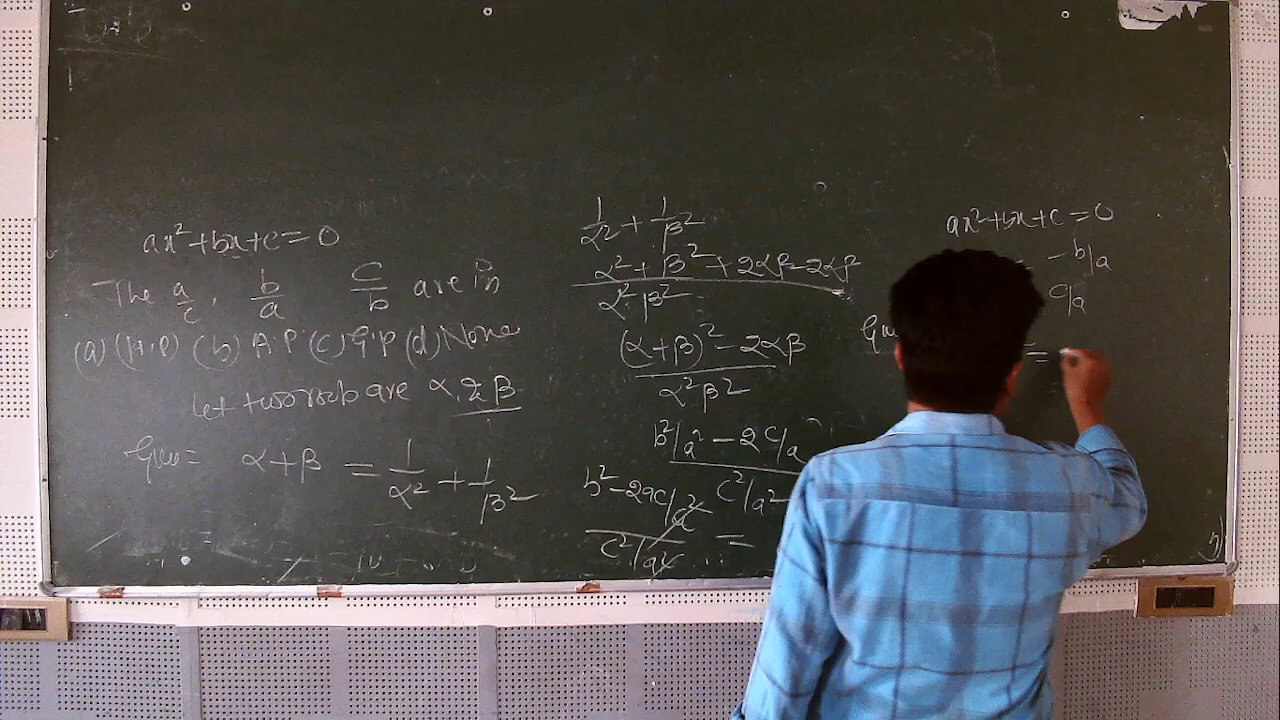 ax²+bx+c=0
The a/c, b/a c/b are in
(a) (H.P) (b) A.P (c) G.P (d) None
let two roots are α, & β
α+β = 1/α² + 1/β²
1/α² + 1/β²
α²+β²+2αβ-2αβ / α²β²
(α+β)²-2αβ / α²β²
b²/a² - 2c/a / c²/a²
b²-2ac/a² / c²/a² =
ax²+bx+c=0
-b/a
c/a
=